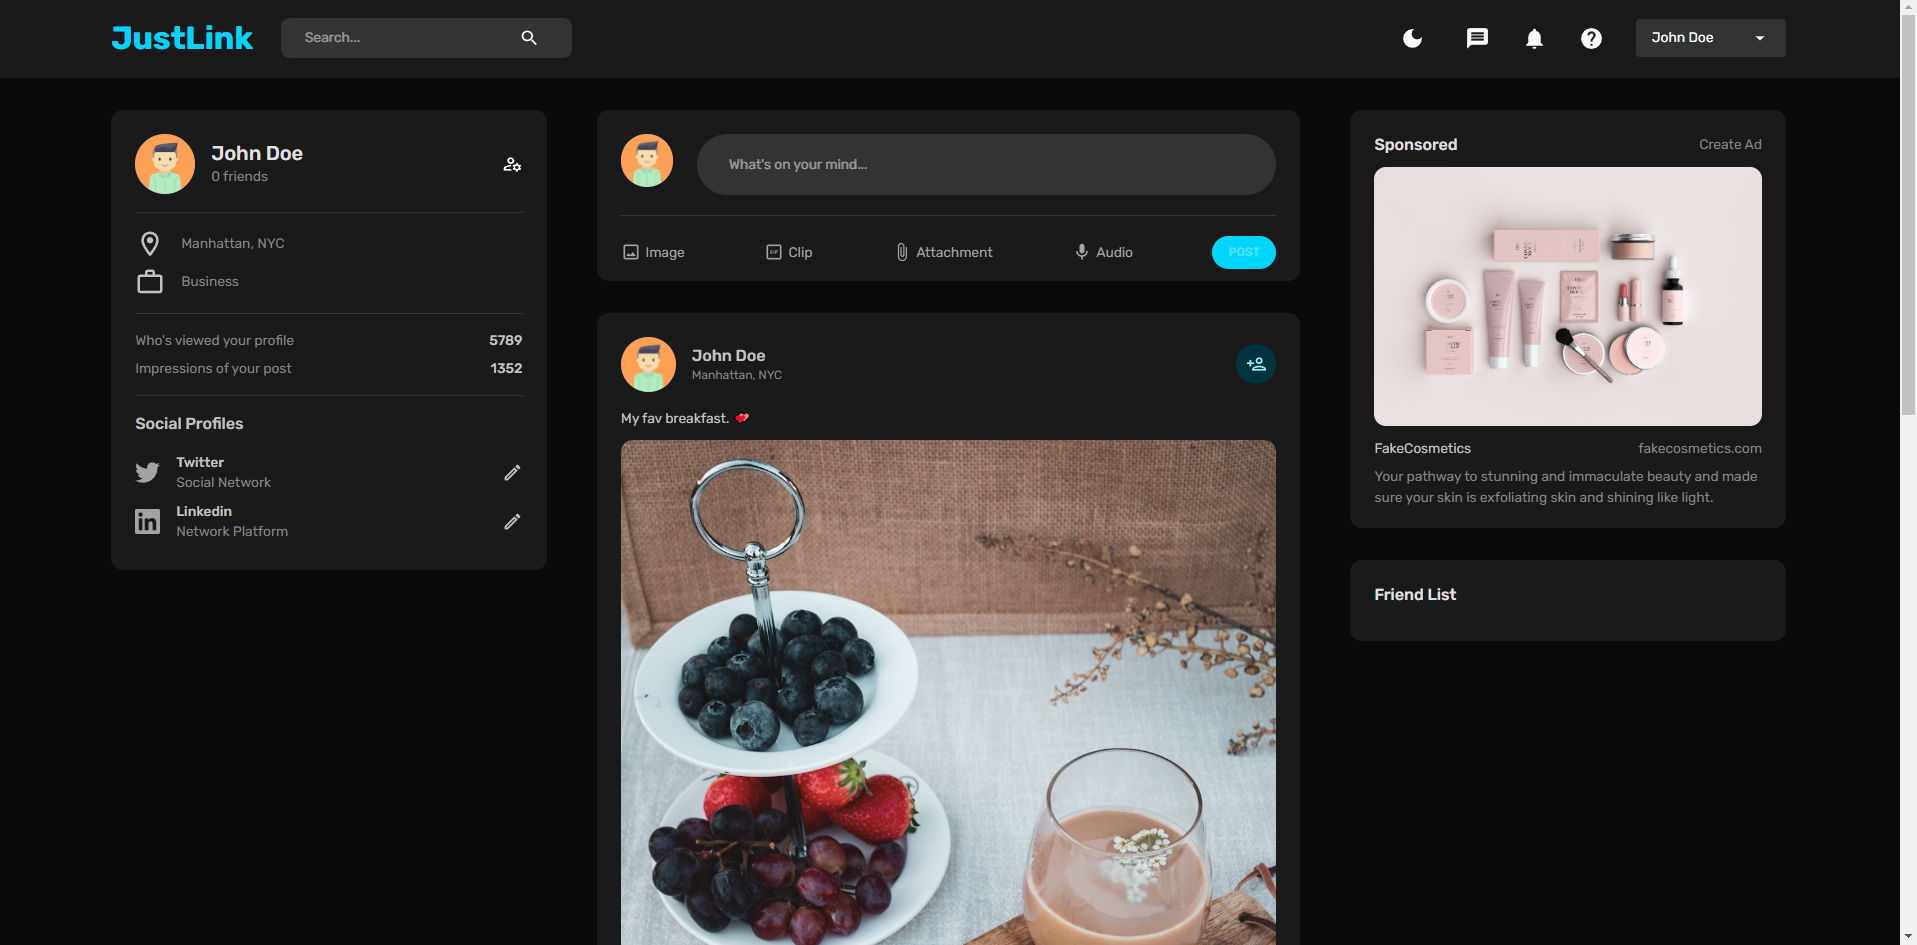 JustLink
Search...
John Doe
John Doe
0 friends
Manhattan, NYC
Business
Who's viewed your profile 5789
Impressions of your post 1352
Social Profiles
Twitter
Social Network
Linkedin
Network Platform
What's on your mind...
Image Clip Attachment Audio POST
John Doe
Manhattan, NYC
My fav breakfast. 💕
Sponsored Create Ad
FakeCosmetics fakecosmetics.com
Your pathway to stunning and immaculate beauty and made
sure your skin is exfoliating skin and shining like light.
Friend List